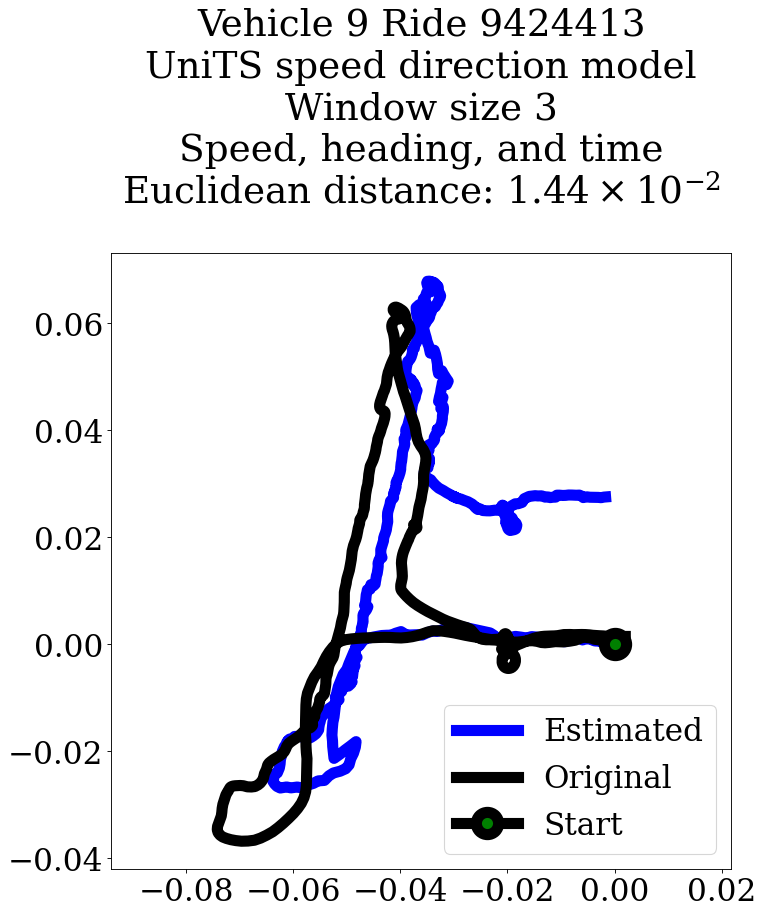 Vehicle 9 Ride 9424413
UniTS speed direction model
Window size 3
Speed, heading, and time
Euclidean distance: 1.44 × 10⁻²
0.06
0.04
0.02
0.00
−0.02
−0.04
Estimated
Original
Start
−0.08 −0.06 −0.04 −0.02 0.00 0.02